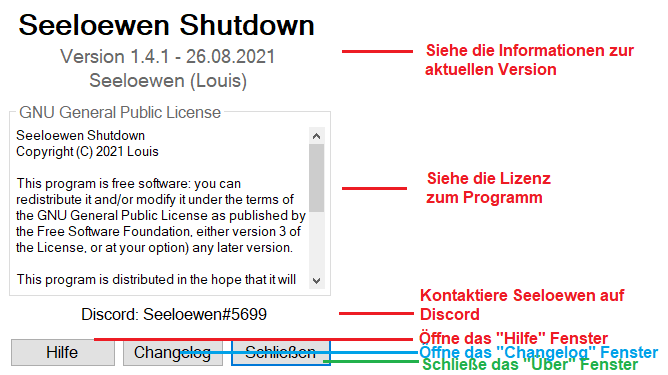 Seeloewen Shutdown
Version 1.4.1 - 26.08.2021
Seeloewen (Louis)
Siehe die Informationen zur
aktuellen Version
GNU General Public License
Seeloewen Shutdown
Copyright (C) 2021 Louis
This program is free software: you can
redistribute it and/or modify it under the terms of
the GNU General Public License as published by
the Free Software Foundation, either version 3 of
the License, or at your option) any later version.
This program is distributed in the hope that it will
Siehe die Lizenz
zum Programm
Discord: Seeloewen#5699
Kontaktiere Seeloewen auf
Discord
Hilfe
Changelog
Schließen
Öffne das "Hilfe" Fenster
Öffne das "Changelog" Fenster
Schließe das "Über" Fenster